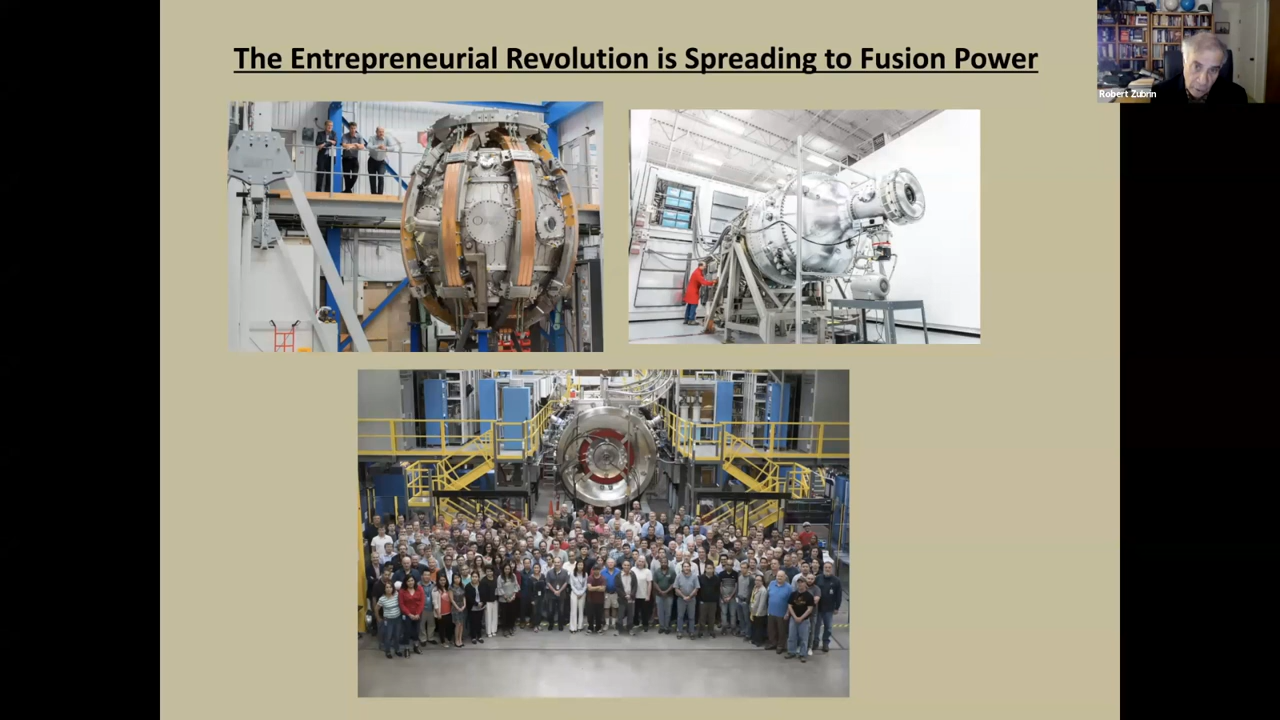 The Entrepreneurial Revolution is Spreading to Fusion Power
Robert Zubrin